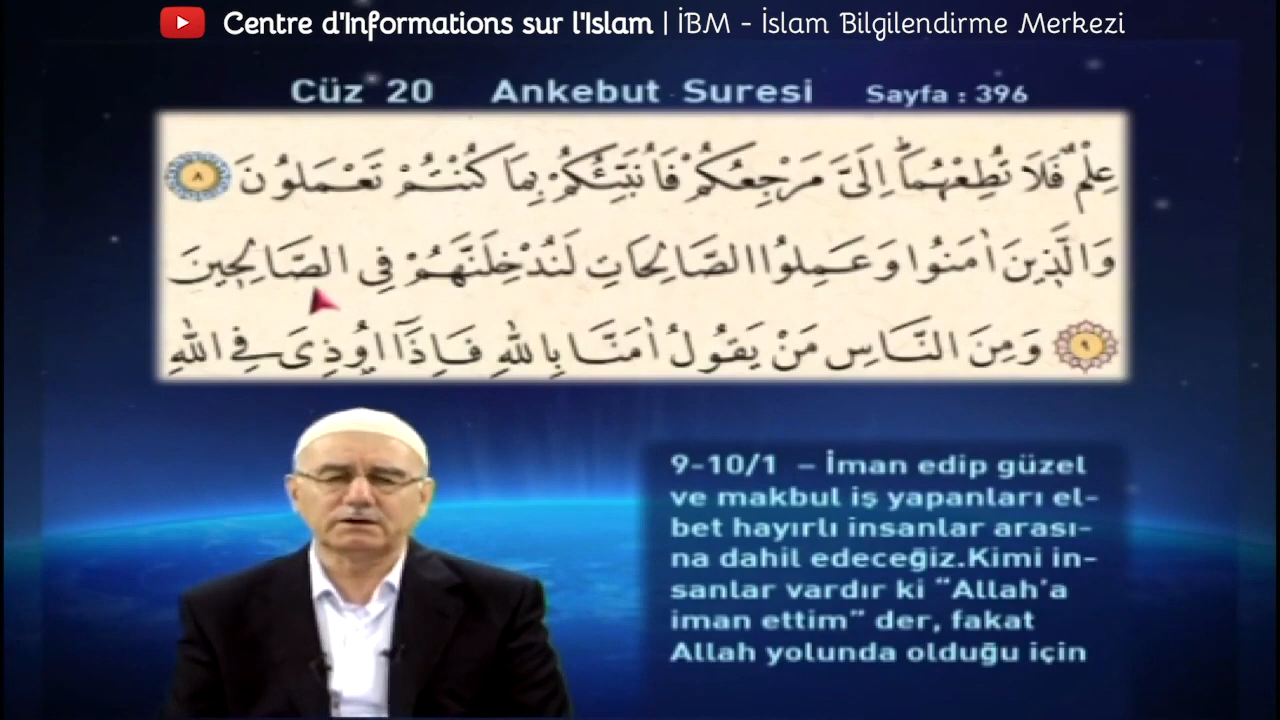 Centre d'Informations sur l'Islam | İBM - İslam Bilgilendirme Merkezi
Cüz 20 Ankebut Suresi Sayfa : 396
عِلْمٌ فَلَا تُطِعْهُمَاۜ اِلَيَّ مَرْجِعُكُمْ فَاُنَبِّئُكُمْ بِمَا كُنْتُمْ تَعْمَلُونَ ٨
وَالَّذ۪ينَ اٰمَنُوا وَعَمِلُوا الصَّالِحَاتِ لَنُدْخِلَنَّهُمْ فِي الصَّالِح۪ينَ
٩ وَمِنَ النَّاسِ مَنْ يَقُولُ اٰمَنَّا بِاللّٰهِ فَاِذَٓا اُو۫ذِيَ فِي اللّٰهِ
9-10/1 – İman edip güzel
ve makbul iş yapanları el-
bet hayırlı insanlar arası-
na dahil edeceğiz.Kimi in-
sanlar vardır ki “Allah’a
iman ettim” der, fakat
Allah yolunda olduğu için